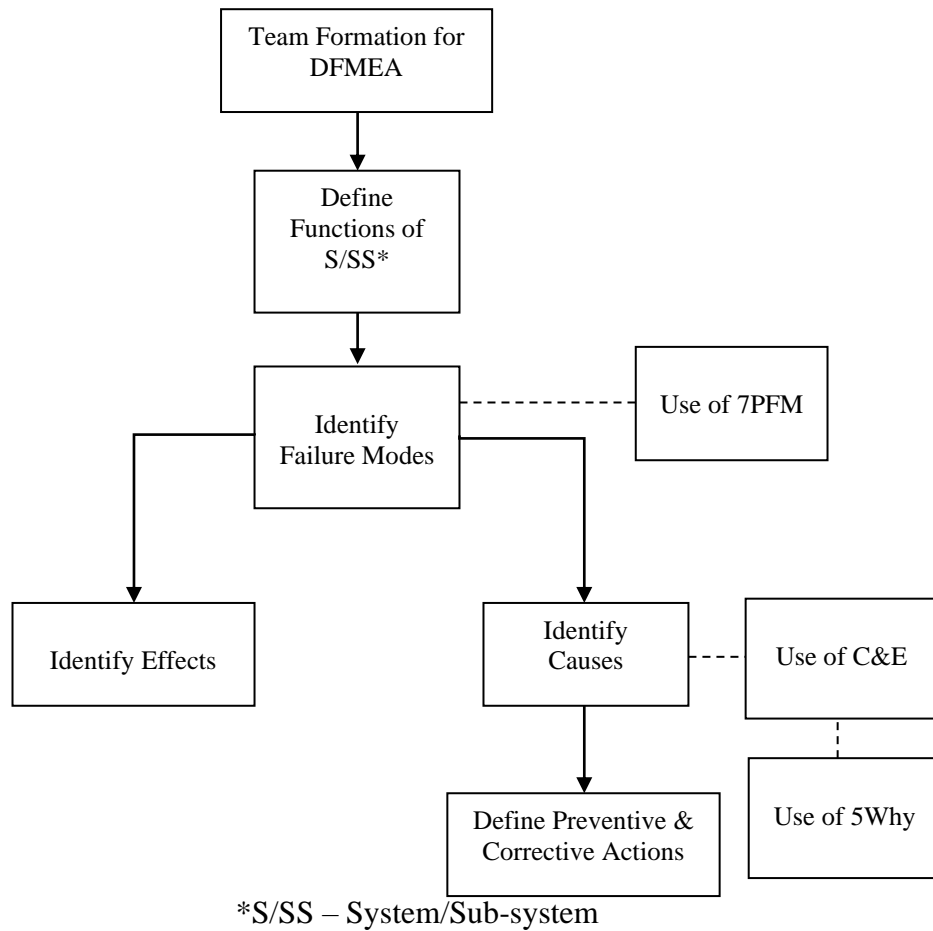 Team Formation for
DFMEA
Define
Functions of
S/SS*
Identify
Failure Modes
Use of 7PFM
Identify Effects
Identify
Causes
Use of C&E
Use of 5Why
Define Preventive &
Corrective Actions
*S/SS – System/Sub-system